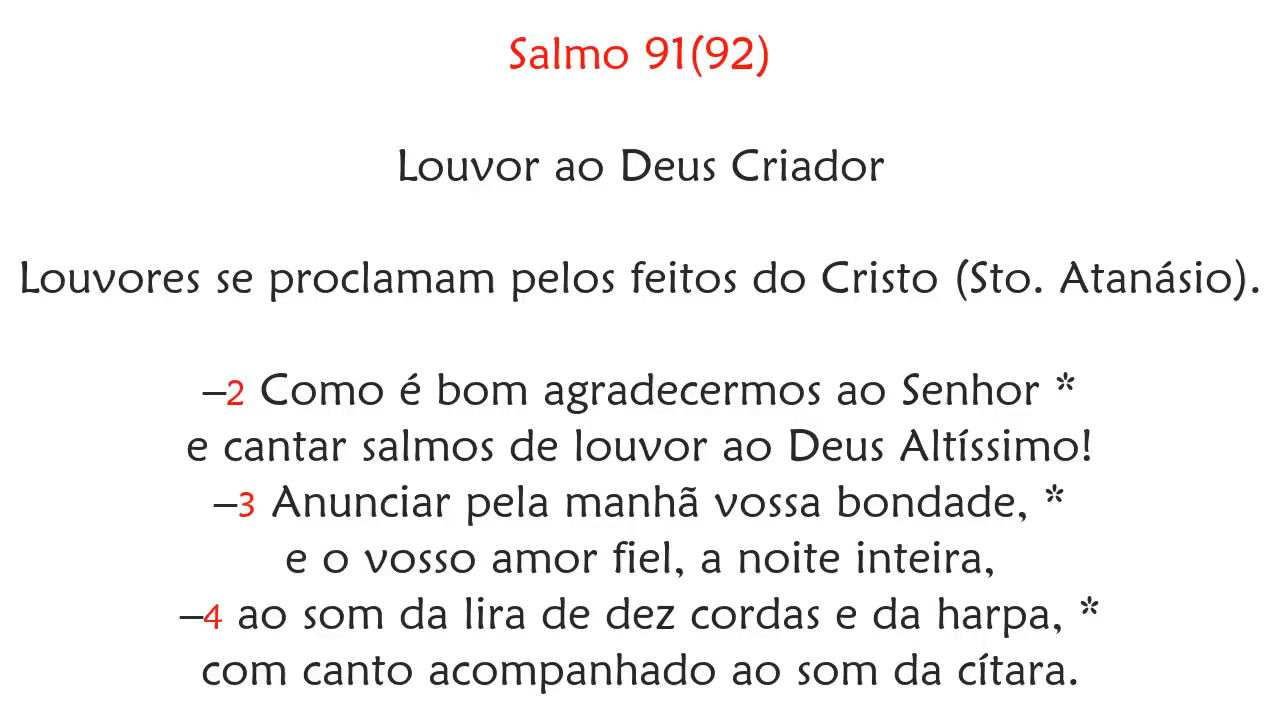 Salmo 91(92)
Louvor ao Deus Criador
Louvores se proclamam pelos feitos do Cristo (Sto. Atanásio).
–2 Como é bom agradecermos ao Senhor *
e cantar salmos de louvor ao Deus Altíssimo!
–3 Anunciar pela manhã vossa bondade, *
e o vosso amor fiel, a noite inteira,
–4 ao som da lira de dez cordas e da harpa, *
com canto acompanhado ao som da cítara.